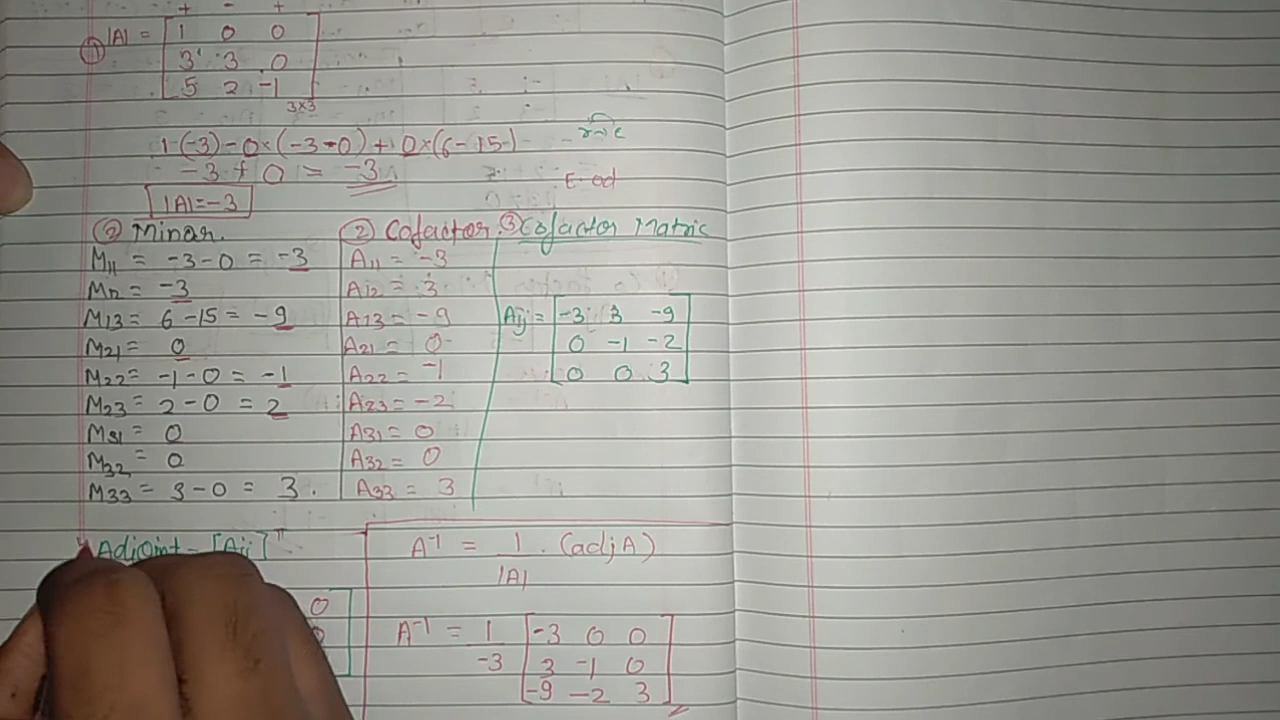 + - +
① |A| = [1 0 0
3 3 0
5 2 -1] 3×3
1(-3)-0×(-3-0)+0×(6-15)
-3 + 0 = -3
|A|=-3
② Minar.
M11 = -3-0 = -3
M12 = -3
M13 = 6-15 = -9
M21 = 0
M22 = -1-0 = -1
M23 = 2-0 = 2
M31 = 0
M32 = 0
M33 = 3-0 = 3.
② Cofactor.
A11 = -3
A12 = 3
A13 = -9
A21 = 0
A22 = -1
A23 = -2
A31 = 0
A32 = 0
A33 = 3
③ Cofactor Matric
Aij = [-3 3 -9
0 -1 -2
0 0 3]
Adjoint = [Aij]ᵀ
0
A⁻¹ = 1/|A| . (adjA)
A⁻¹ = 1/-3 [-3 0 0
3 -1 0
-9 -2 3]